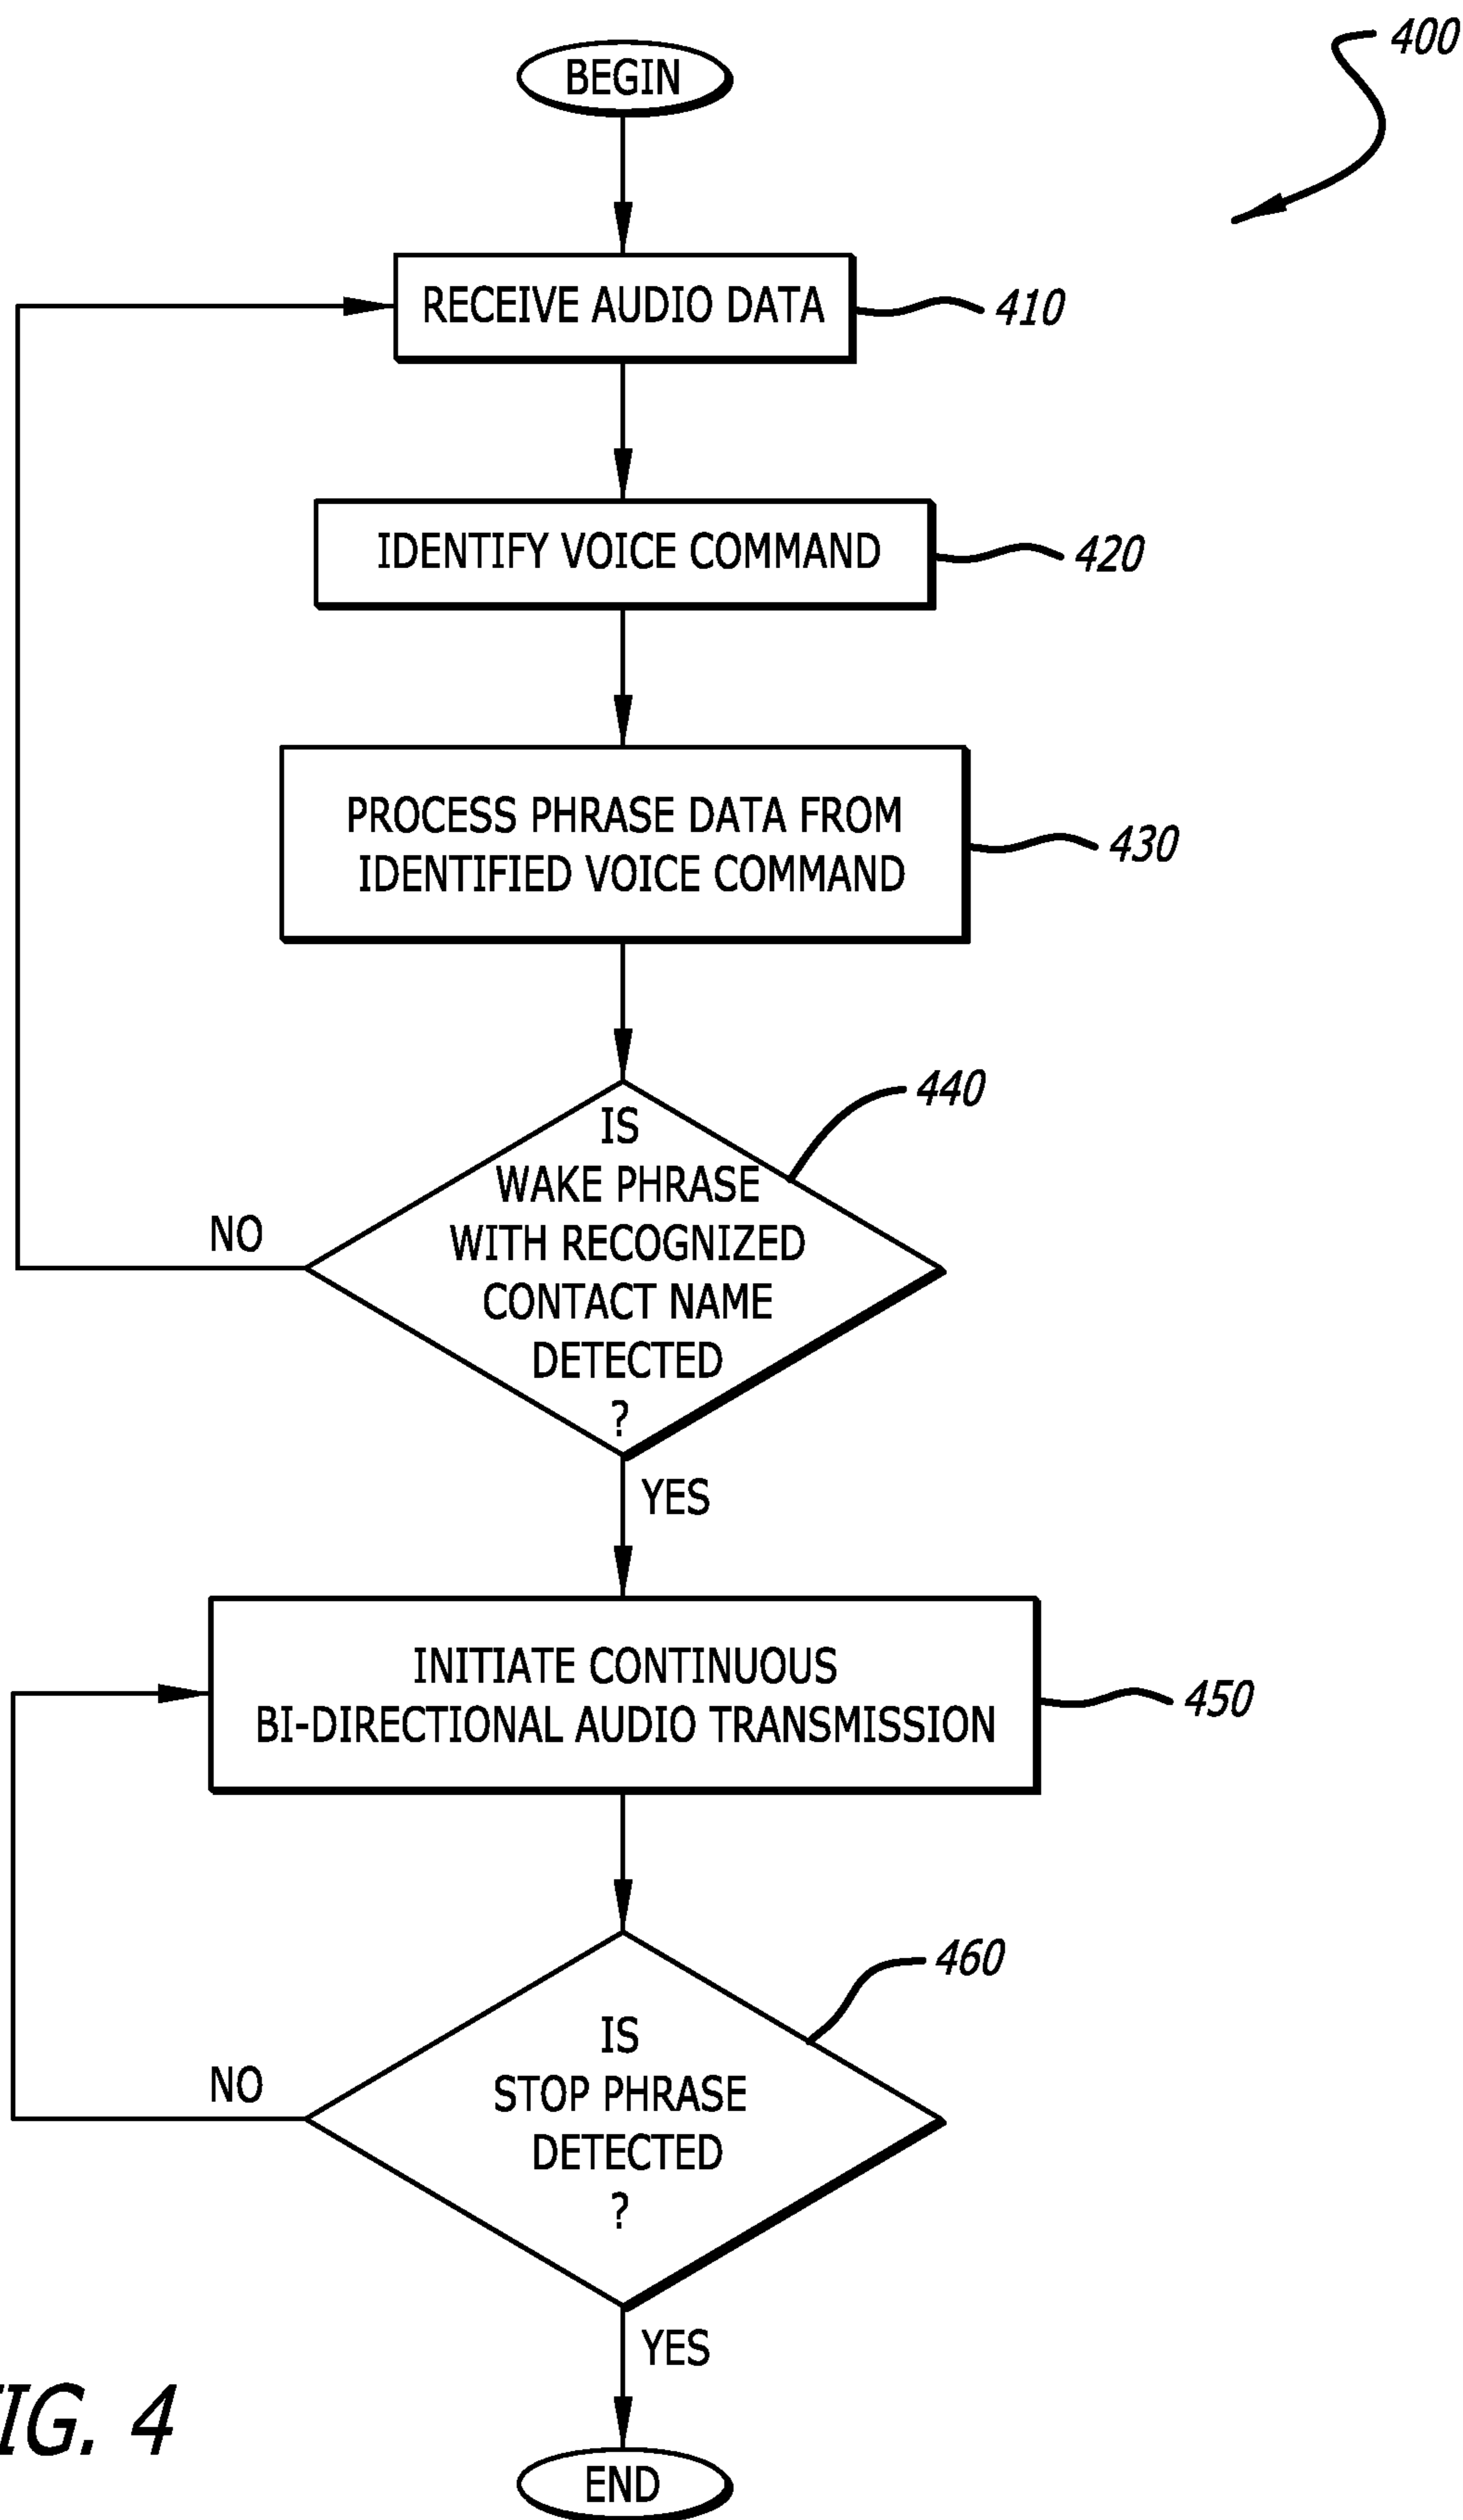 400
BEGIN
RECEIVE AUDIO DATA
410
IDENTIFY VOICE COMMAND
420
PROCESS PHRASE DATA FROM
IDENTIFIED VOICE COMMAND
430
440
IS
WAKE PHRASE
WITH RECOGNIZED
CONTACT NAME
DETECTED
?
NO
YES
INITIATE CONTINUOUS
BI-DIRECTIONAL AUDIO TRANSMISSION
450
460
IS
STOP PHRASE
DETECTED
?
NO
YES
END
FIG. 4